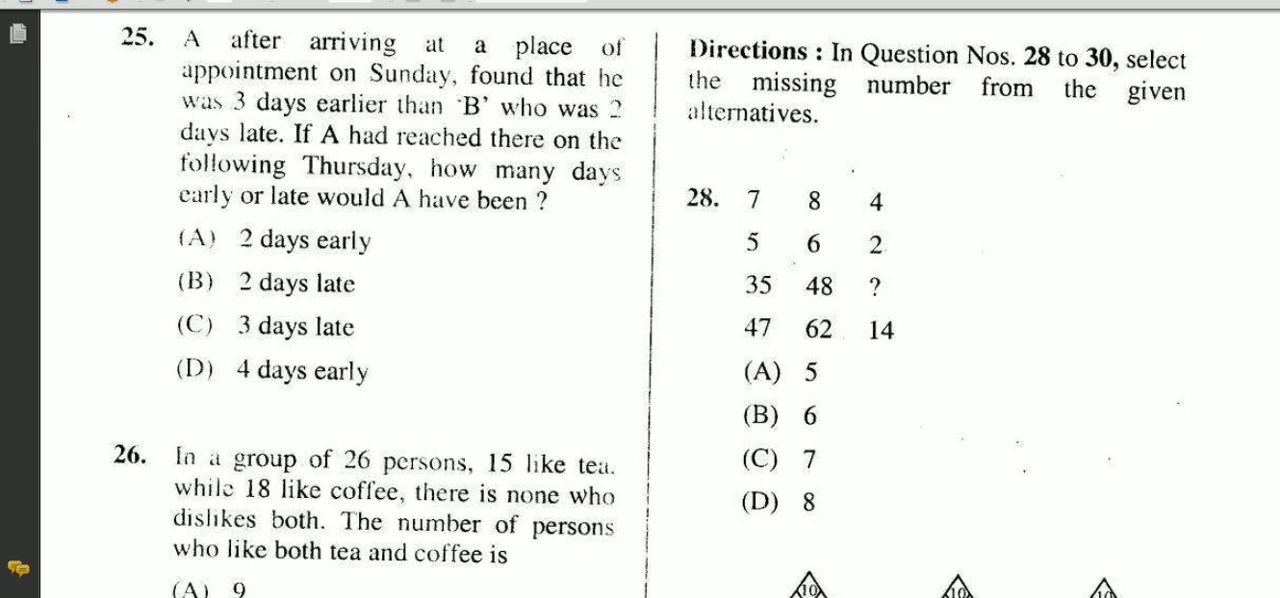 25. A after arriving at a place of
appointment on Sunday, found that he
was 3 days earlier than 'B' who was 2
days late. If A had reached there on the
following Thursday, how many days
early or late would A have been ?
(A) 2 days early
(B) 2 days late
(C) 3 days late
(D) 4 days early
26. In a group of 26 persons, 15 like tea.
while 18 like coffee, there is none who
dislikes both. The number of persons
who like both tea and coffee is
(A) 9
Directions : In Question Nos. 28 to 30, select
the missing number from the given
alternatives.
28. 7 8 4
5 6 2
35 48 ?
47 62 14
(A) 5
(B) 6
(C) 7
(D) 8
10 10 10